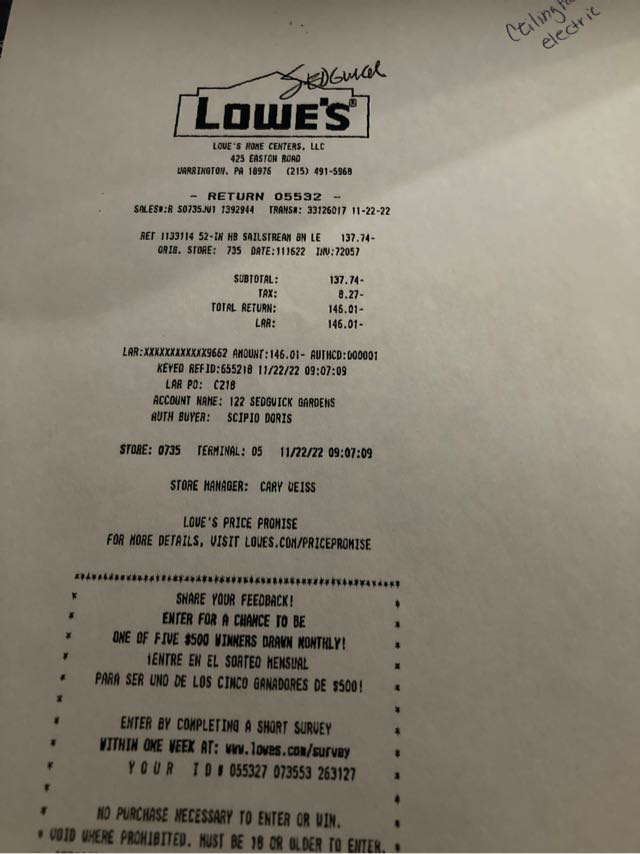 Ceiling
electric
SEDGWICK
LOWE'S®
LOWE'S HOME CENTERS, LLC
425 EASTON ROAD
WARRINGTON, PA 18976 (215) 491-5968
- RETURN 05532 -
SALES#:R S0735JW1 1392944 TRANS#: 33126017 11-22-22
RET 1133114 52-IN HB SAILSTREAM BN LE 137.74-
ORIG. STORE: 735 DATE:111622 INV:72057
SUBTOTAL: 137.74-
TAX: 8.27-
TOTAL RETURN: 146.01-
LAR: 146.01-
LAR:XXXXXXXXXXXX9662 AMOUNT:146.01- AUTHCD:000001
KEYED REFID:655218 11/22/22 09:07:09
LAR PO: C218
ACCOUNT NAME: 122 SEDGWICK GARDENS
AUTH BUYER: SCIPIO DORIS
STORE: 0735 TERMINAL: 05 11/22/22 09:07:09
STORE MANAGER: CARY WEISS
LOWE'S PRICE PROMISE
FOR MORE DETAILS, VISIT LOWES.COM/PRICEPROMISE
SHARE YOUR FEEDBACK!
ENTER FOR A CHANCE TO BE
ONE OF FIVE $500 WINNERS DRAWN MONTHLY!
¡ENTRE EN EL SORTEO MENSUAL
PARA SER UNO DE LOS CINCO GANADORES DE $500!
ENTER BY COMPLETING A SHORT SURVEY
WITHIN ONE WEEK AT: www.lowes.com/survey
YOUR ID# 055327 073553 263127
NO PURCHASE NECESSARY TO ENTER OR WIN.
VOID WHERE PROHIBITED. MUST BE 18 OR OLDER TO ENTER.